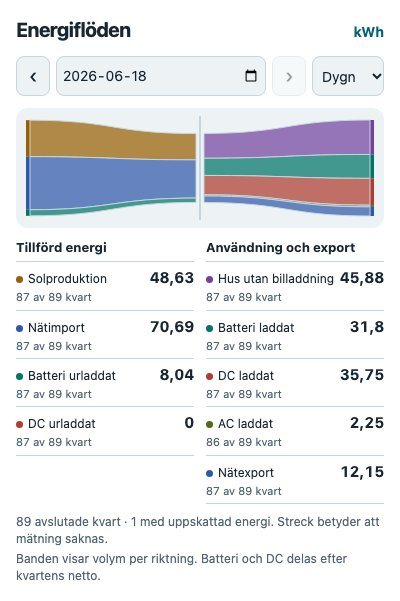 Energiflöden
kWh
‹
2026-06-18
›
Dygn
Tillförd energi
Solproduktion 48,63
87 av 89 kvart
Nätimport 70,69
87 av 89 kvart
Batteri urladdat 8,04
87 av 89 kvart
DC urladdat 0
87 av 89 kvart
Användning och export
Hus utan billaddning 45,88
87 av 89 kvart
Batteri laddat 31,8
87 av 89 kvart
DC laddat 35,75
87 av 89 kvart
AC laddat 2,25
86 av 89 kvart
Nätexport 12,15
87 av 89 kvart
89 avslutade kvart · 1 med uppskattad energi. Streck betyder att
mätning saknas.
Banden visar volym per riktning. Batteri och DC delas efter
kvartens netto.